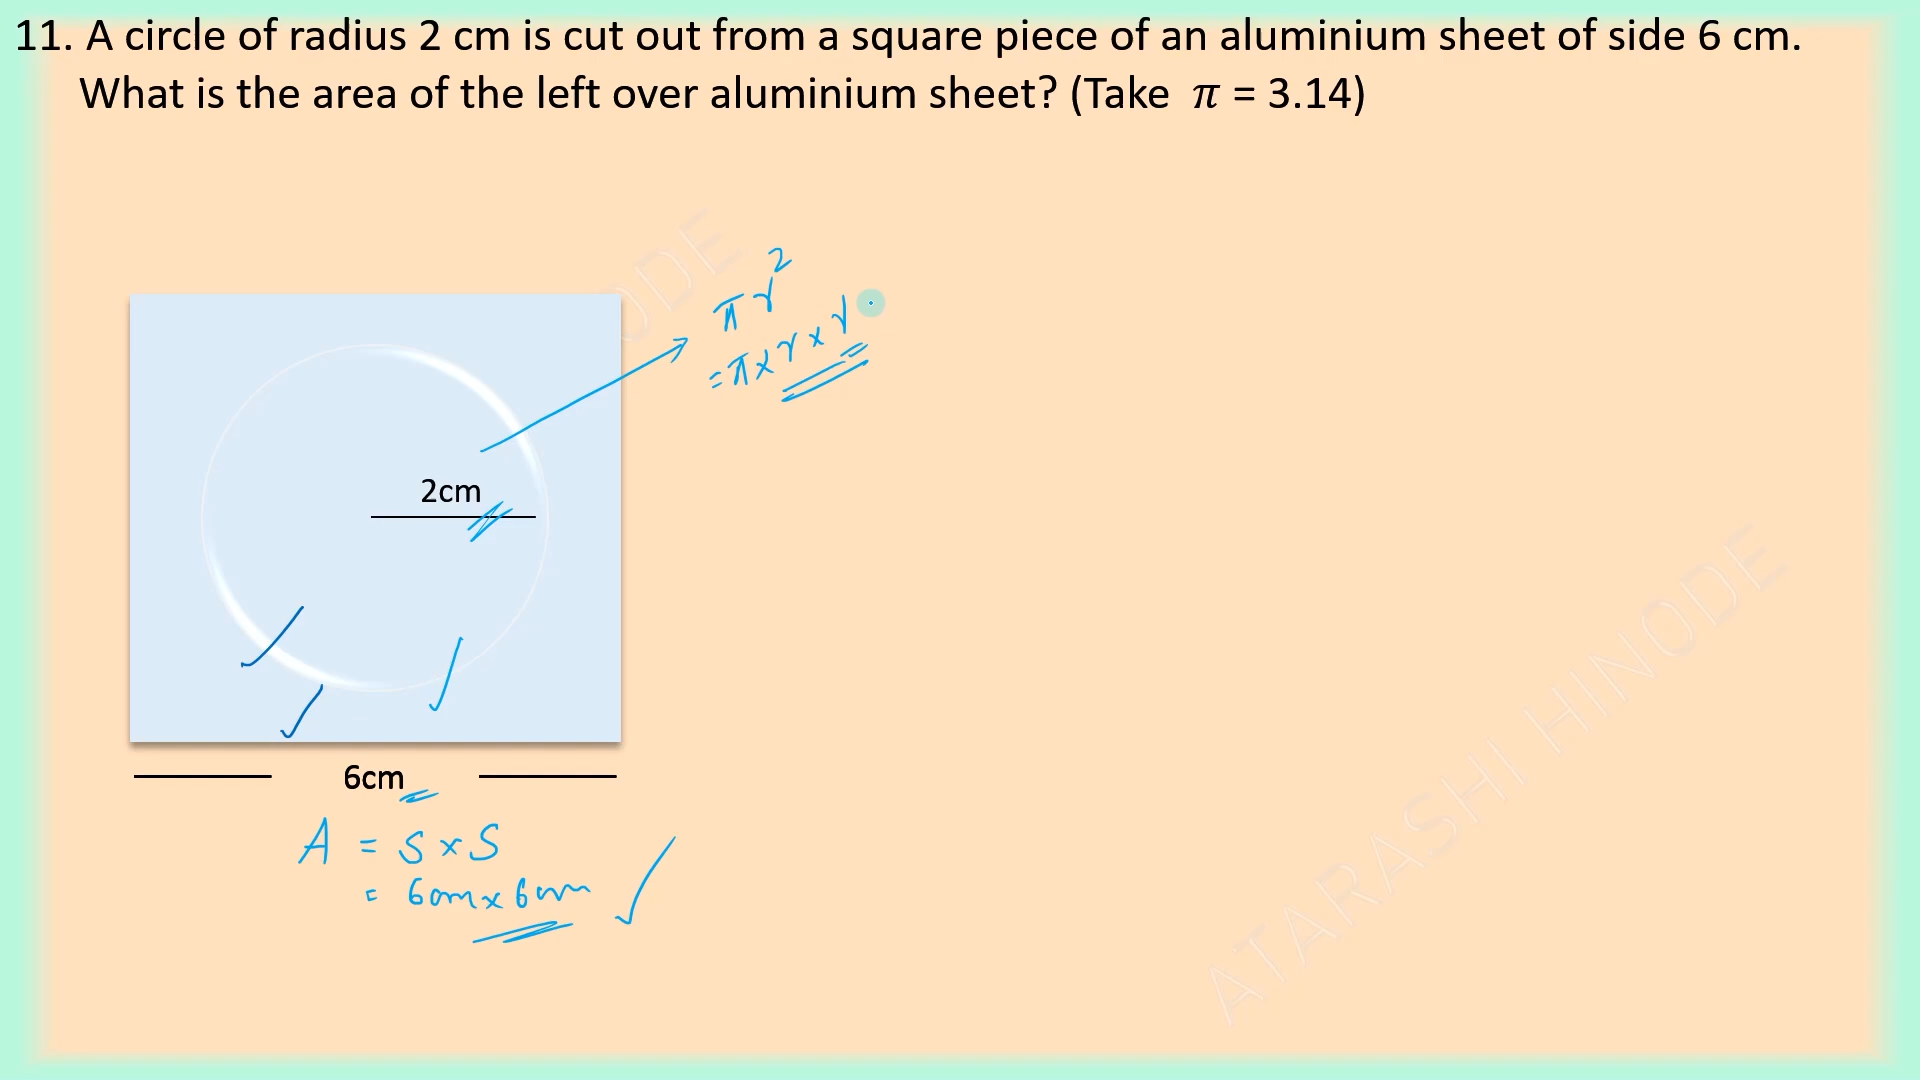 11. A circle of radius 2 cm is cut out from a square piece of an aluminium sheet of side 6 cm.
What is the area of the left over aluminium sheet? (Take π = 3.14)
ODE
πr²
= π × r × r
2cm
6cm
A = S × S
= 6cm × 6cm
ATARASHI HINODE